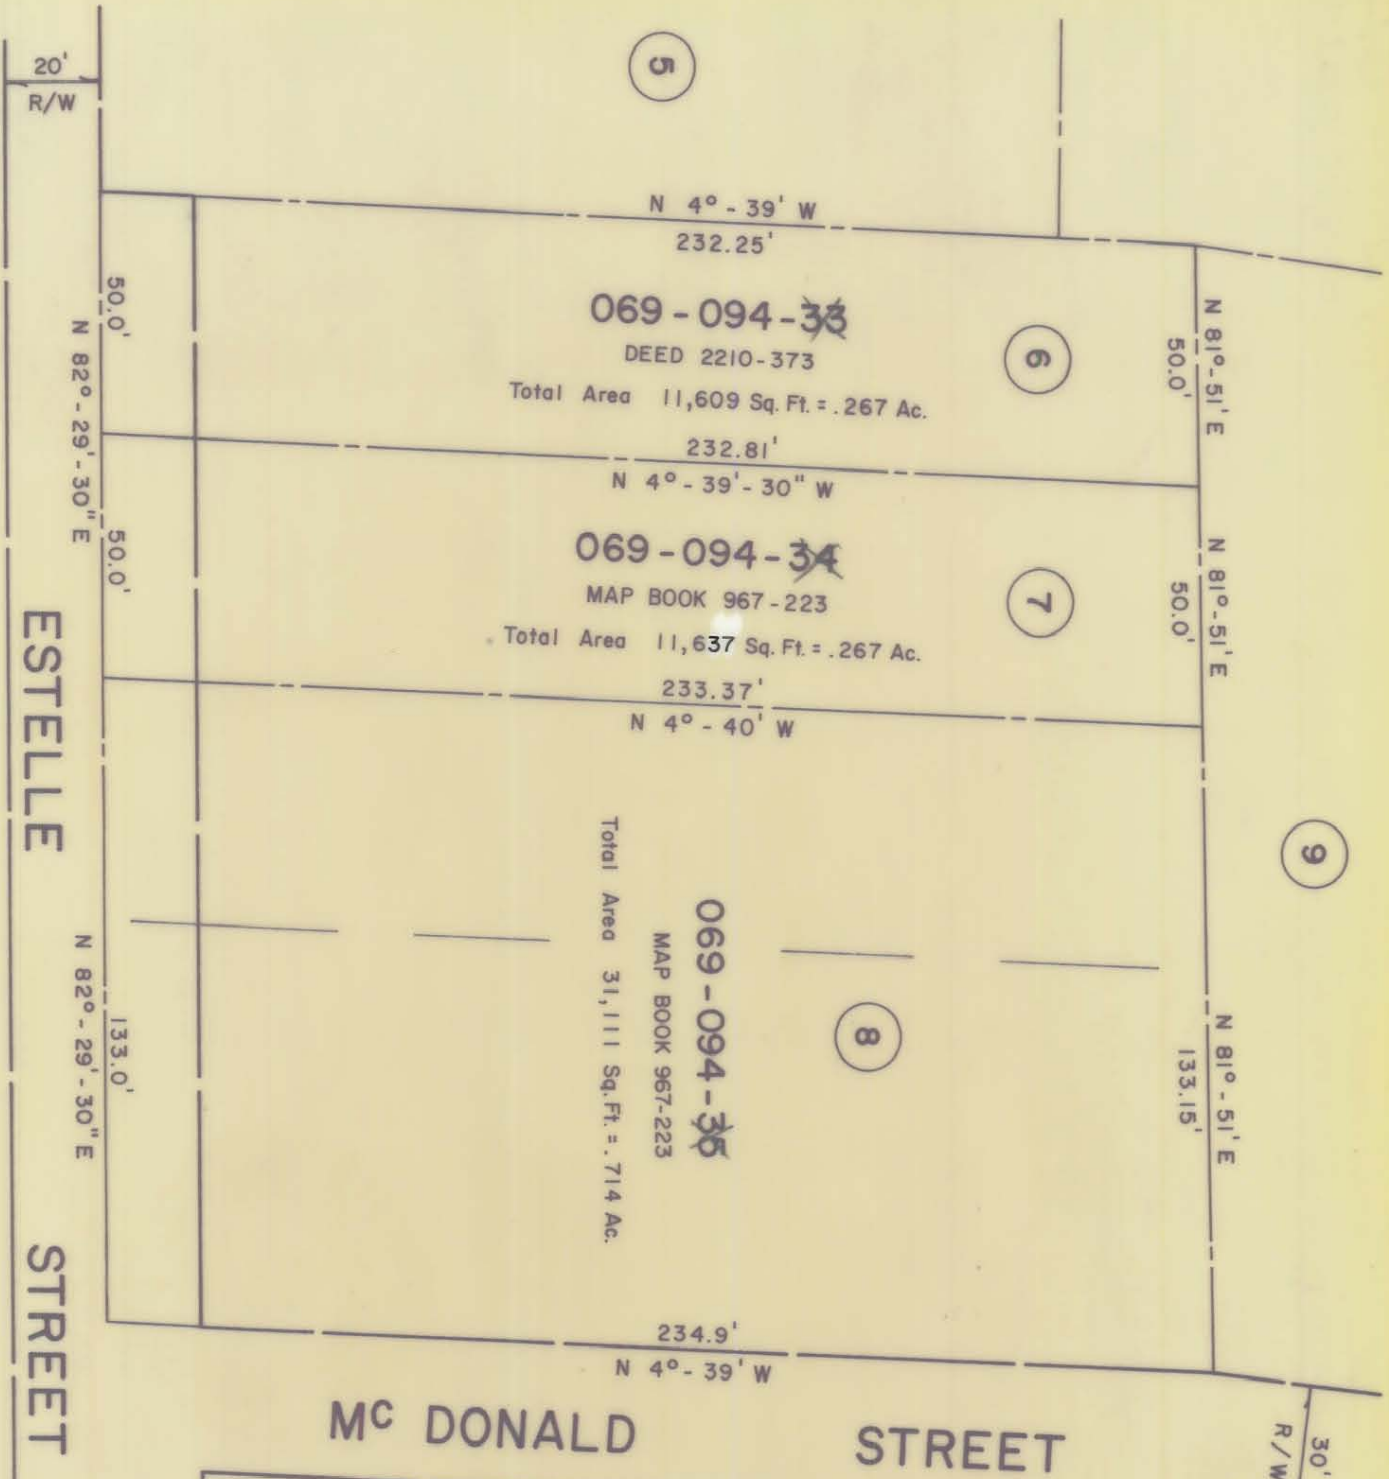 5
20'
R/W
N 4° - 39' W
232.25'
069 - 094 - 33
DEED 2210 - 373
Total Area 11,609 Sq. Ft. = .267 Ac.
6
N 81° - 51' E
50.0'
50.0'
N 82° - 29' - 30" E
232.81'
N 4° - 39' - 30" W
069 - 094 - 34
MAP BOOK 967 - 223
Total Area 11,637 Sq. Ft. = .267 Ac.
7
N 81° - 51' E
50.0'
50.0'
233.37'
N 4° - 40' W
069 - 094 - 35
MAP BOOK 967-223
Total Area 31,111 Sq. Ft. = .714 Ac.
8
9
N 81° - 51' E
133.15'
133.0'
N 82° - 29' - 30" E
ESTELLE STREET
234.9'
N 4° - 39' W
Mc DONALD STREET
30'
R/W